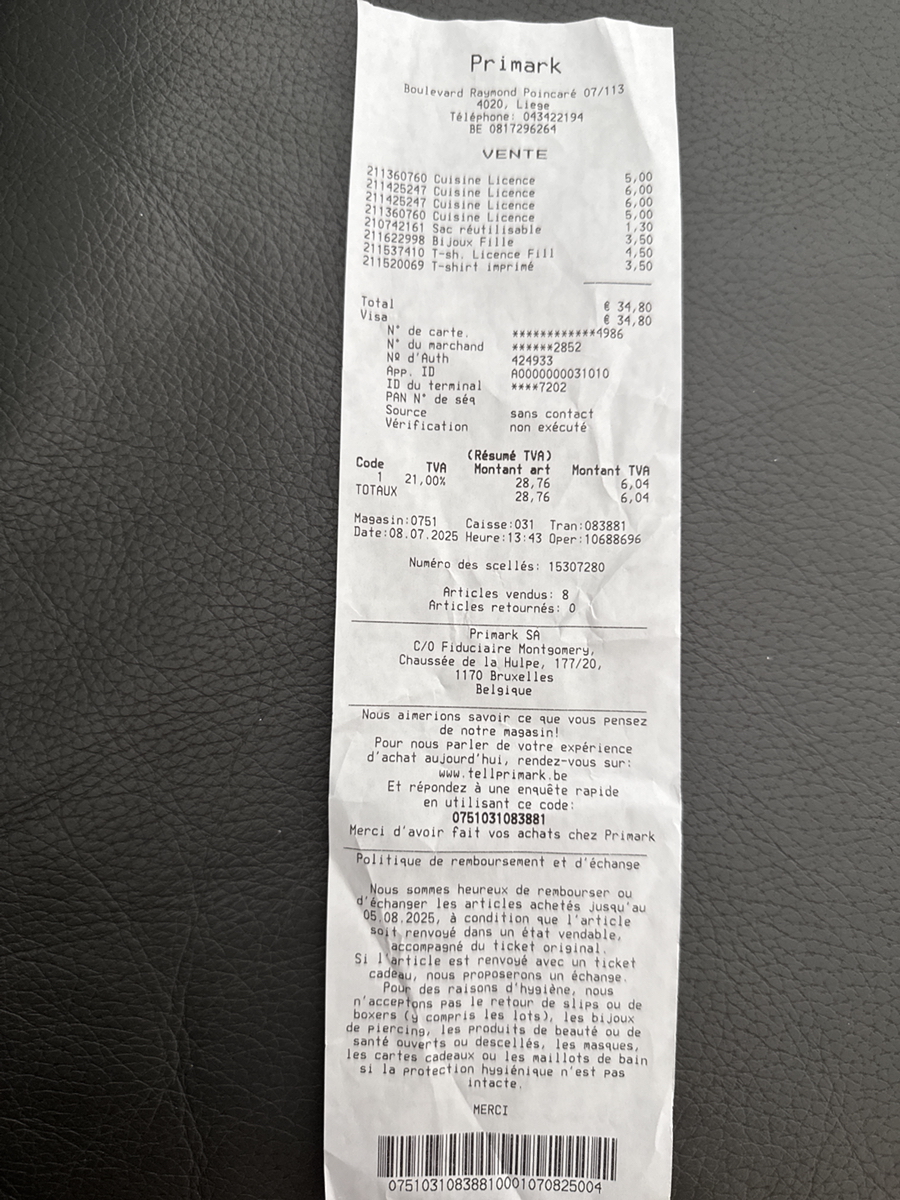 Primark
Boulevard Raymond Poincaré 07/113
4020, Liege
Téléphone: 043422194
BE 0817296264
VENTE
211360760 Cuisine Licence 5,00
211425247 Cuisine Licence 6,00
211425247 Cuisine Licence 6,00
211360760 Cuisine Licence 5,00
210742161 Sac réutilisable 1,30
211622998 Bijoux Fille 3,50
211537410 T-sh. Licence Fill 4,50
211520069 T-shirt imprimé 3,50
Total € 34,80
Visa € 34,80
N° de carte. ************4986
N° du marchand ******2852
Nº d'Auth 424933
App. ID A0000000031010
ID du terminal ****7202
PAN N° de séq
Source sans contact
Vérification non exécuté
(Résumé TVA)
Code TVA Montant art Montant TVA
1 21,00% 28,76 6,04
TOTAUX 28,76 6,04
Magasin:0751 Caisse:031 Tran:083881
Date:08.07.2025 Heure:13:43 Oper:10688696
Numéro des scellés: 15307280
Articles vendus: 8
Articles retournés: 0
Primark SA
C/O Fiduciaire Montgomery,
Chaussée de la Hulpe, 177/20,
1170 Bruxelles
Belgique
Nous aimerions savoir ce que vous pensez
de notre magasin!
Pour nous parler de votre expérience
d'achat aujourd'hui, rendez-vous sur:
www.tellprimark.be
Et répondez à une enquête rapide
en utilisant ce code:
0751031083881
Merci d'avoir fait vos achats chez Primark
Politique de remboursement et d'échange
Nous sommes heureux de rembourser ou
d'échanger les articles achetés jusqu'au
05.08.2025, à condition que l'article
soit renvoyé dans un état vendable,
accompagné du ticket original.
Si l'article est renvoyé avec un ticket
cadeau, nous proposerons un échange.
Pour des raisons d'hygiène, nous
n'acceptons pas le retour de slips ou de
boxers (y compris les lots), les bijoux
de piercing, les produits de beauté ou de
santé ouverts ou descellés, les masques,
les cartes cadeaux ou les maillots de bain
si la protection hygiénique n'est pas
intacte.
MERCI
07510310838810001070825004